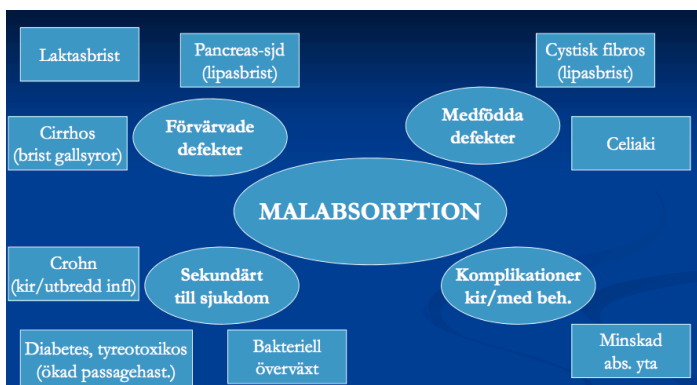 Laktasbrist
Pancreas-sjd
(lipasbrist)
Cystisk fibros
(lipasbrist)
Cirrhos
(brist gallsyror)
Förvärvade
defekter
Medfödda
defekter
Celiaki
MALABSORPTION
Crohn
(kir/utbredd infl)
Sekundärt
till sjukdom
Komplikationer
kir/med beh.
Diabetes, tyreotoxikos
(ökad passagehast.)
Bakteriell
överväxt
Minskad
abs. yta